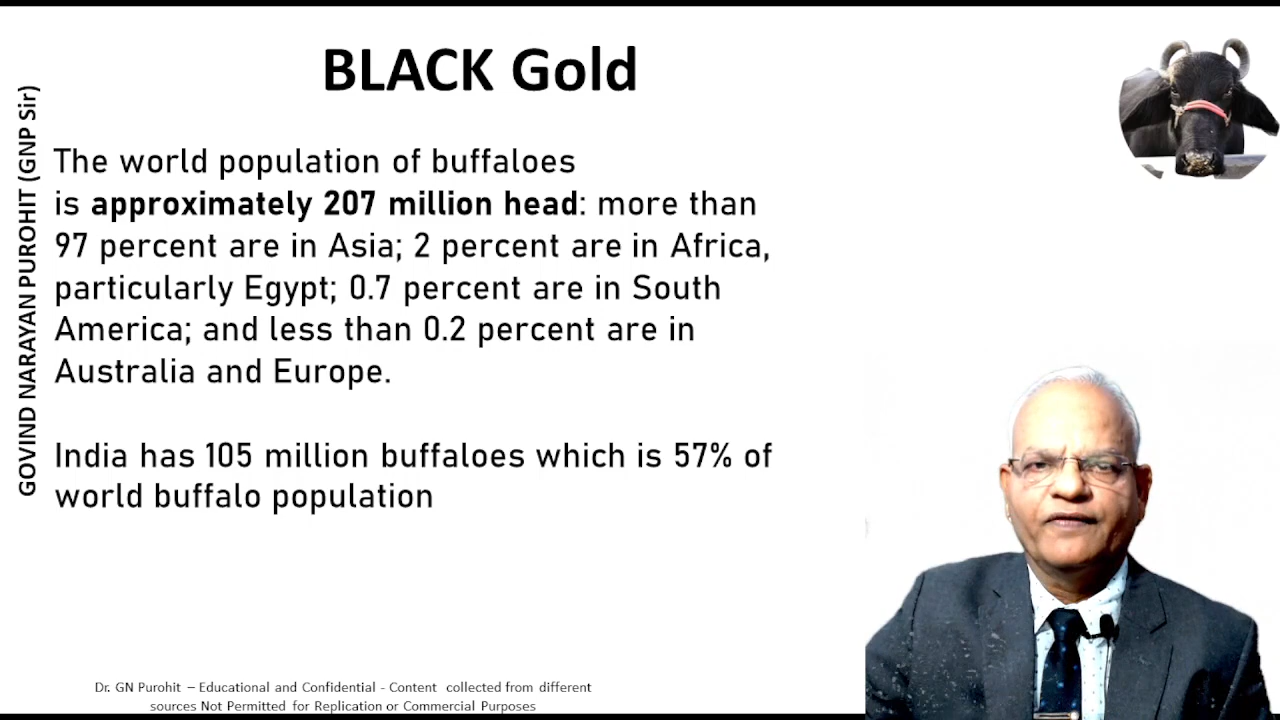 BLACK Gold
GOVIND NARAYAN PUROHIT (GNP Sir)
The world population of buffaloes
is approximately 207 million head: more than
97 percent are in Asia; 2 percent are in Africa,
particularly Egypt; 0.7 percent are in South
America; and less than 0.2 percent are in
Australia and Europe.
India has 105 million buffaloes which is 57% of
world buffalo population
Dr. GN Purohit – Educational and Confidential - Content collected from different
sources Not Permitted for Replication or Commercial Purposes